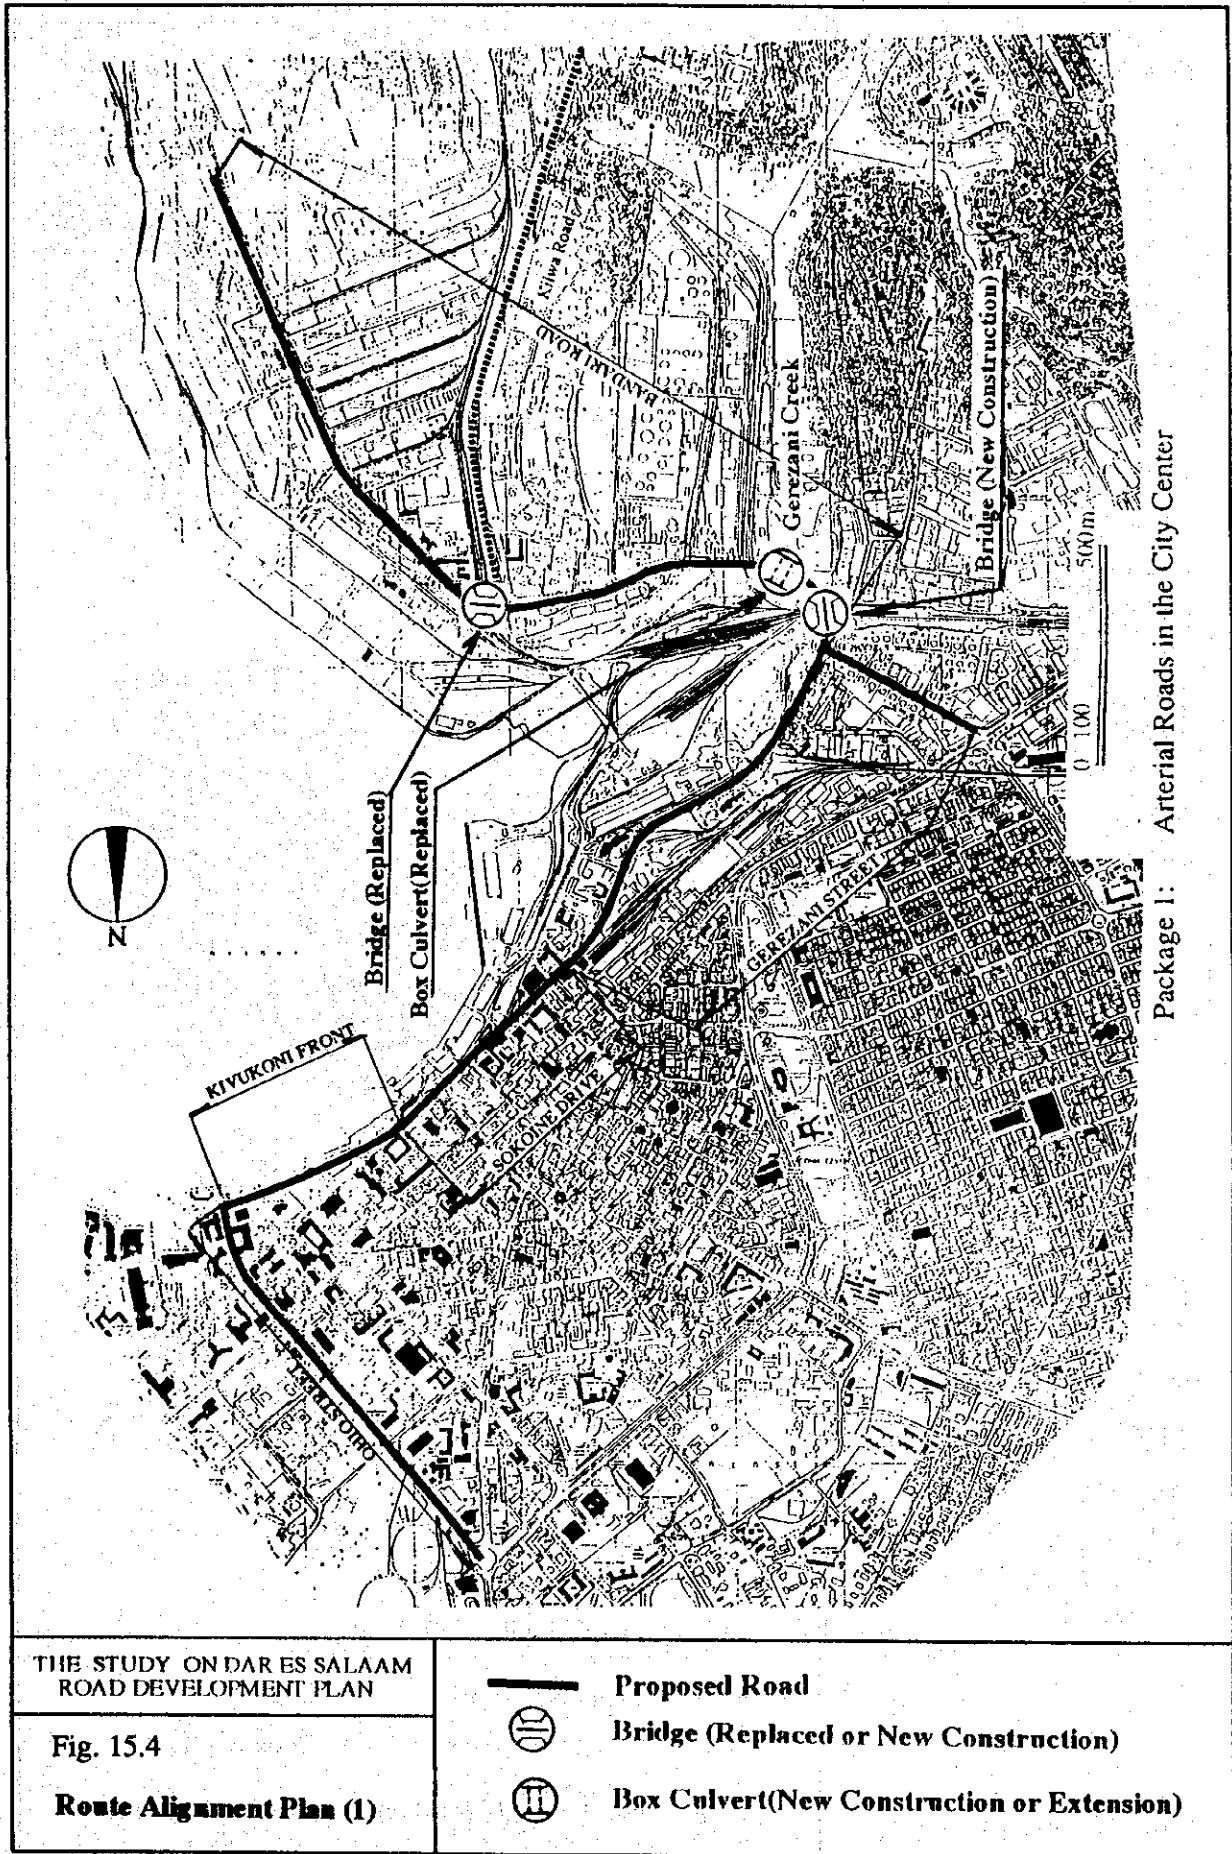 Kilwa Road
BANDARI ROAD
Gerezani Creek
Bridge (New Construction)
0 100 500m
Bridge (Replaced)
Box Culvert(Replaced)
N
KIVUKONI FRONT
SOKOINE DRIVE
GEREZANI STREET
OHIO STREET
Package 1: Arterial Roads in the City Center
THE STUDY ON DAR ES SALAAM
ROAD DEVELOPMENT PLAN
Fig. 15.4
Route Alignment Plan (1)
Proposed Road
Bridge (Replaced or New Construction)
Box Culvert(New Construction or Extension)